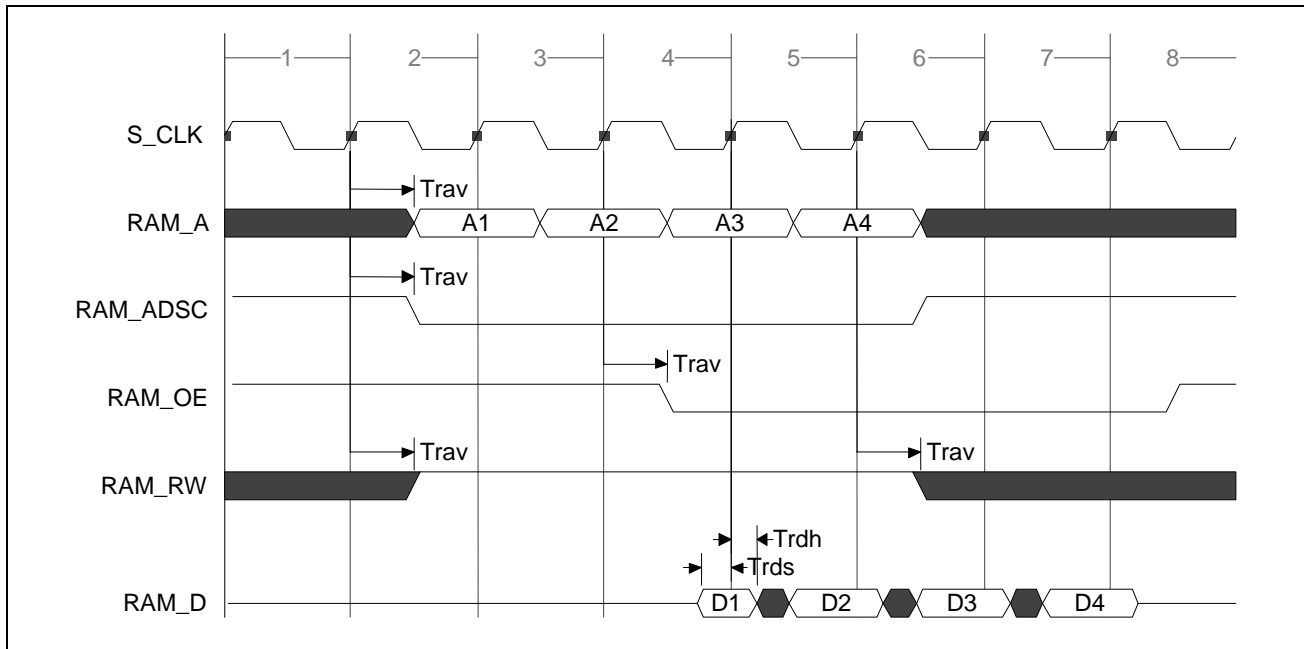 1 2 3 4 5 6 7 8
S_CLK
Trav
RAM_A A1 A2 A3 A4
Trav
RAM_ADSC
Trav
RAM_OE
Trav Trav
RAM_RW
Trdh
Trds
RAM_D D1 D2 D3 D4